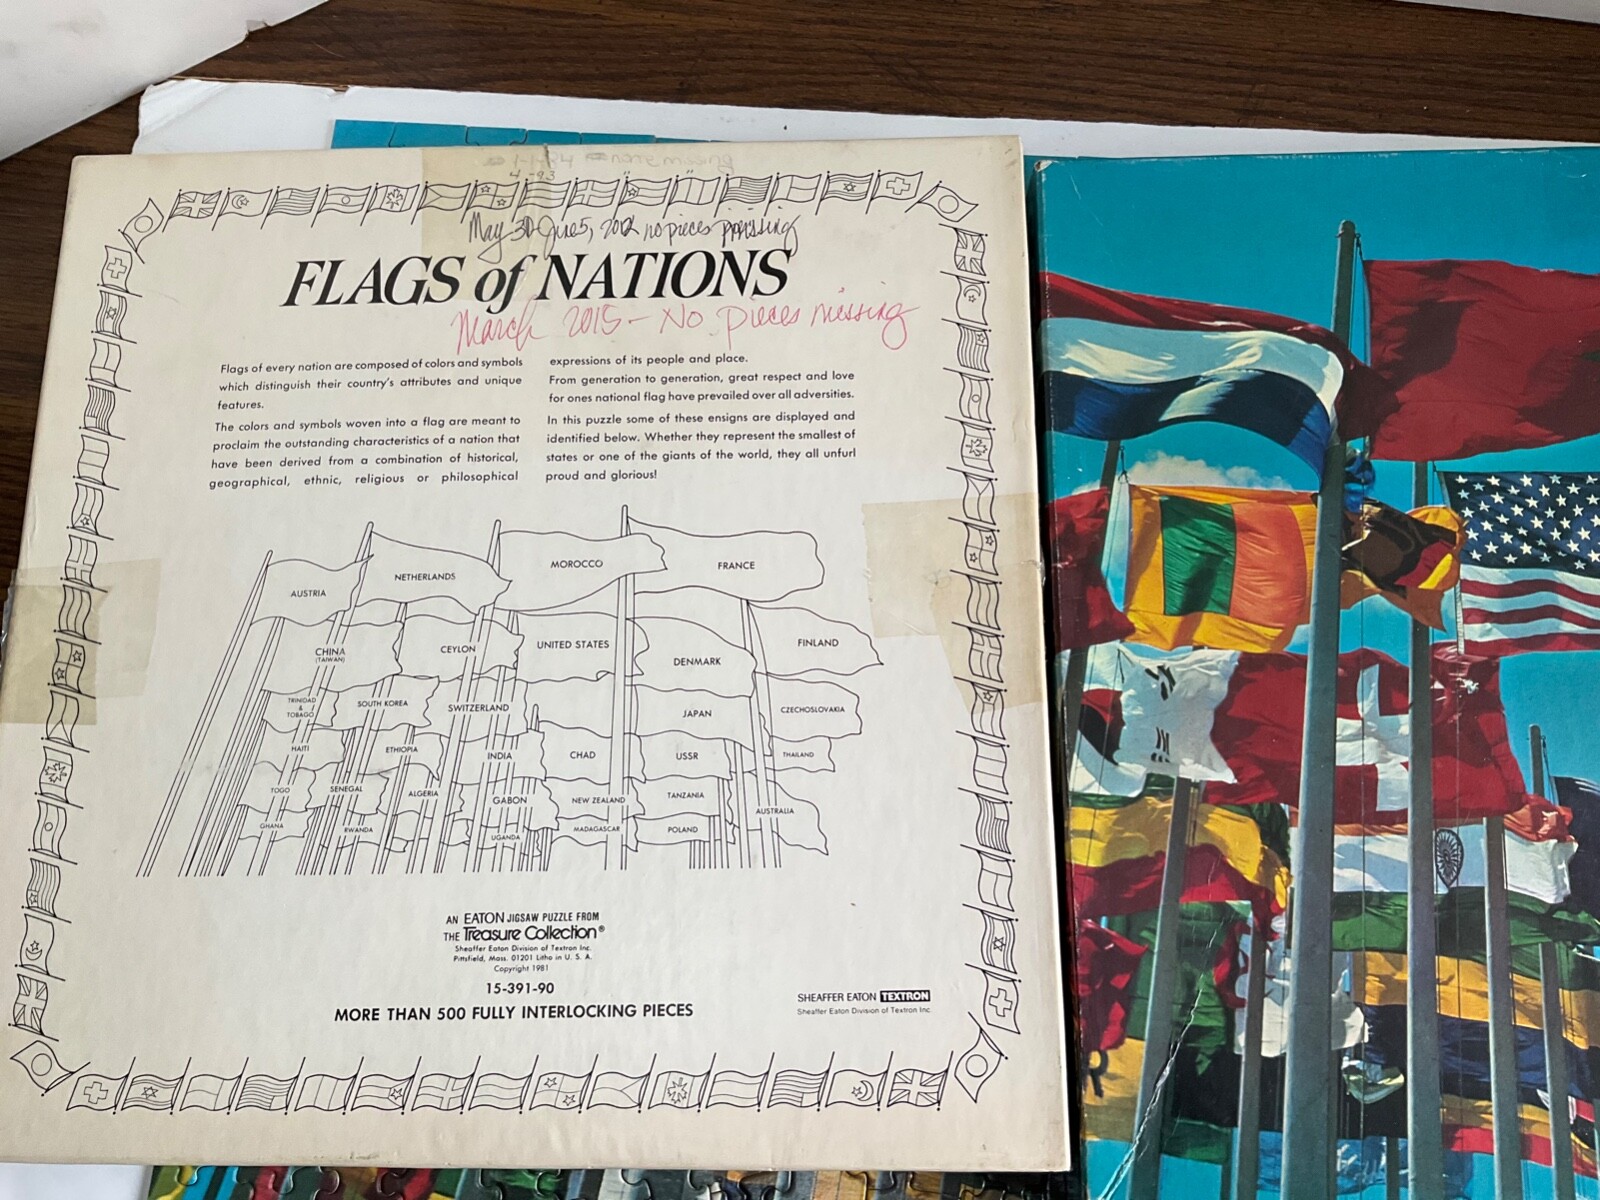 1-1-84 - none missing
4-93
May 30-June 5, 2012 no pieces missing
FLAGS of NATIONS
March 2015 - No pieces missing
Flags of every nation are composed of colors and symbols
which distinguish their country's attributes and unique
features.
The colors and symbols woven into a flag are meant to
proclaim the outstanding characteristics of a nation that
have been derived from a combination of historical,
geographical, ethnic, religious or philosophical
expressions of its people and place.
From generation to generation, great respect and love
for ones national flag have prevailed over all adversities.
In this puzzle some of these ensigns are displayed and
identified below. Whether they represent the smallest of
states or one of the giants of the world, they all unfurl
proud and glorious!
AUSTRIA
NETHERLANDS
MOROCCO
FRANCE
CHINA
(TAIWAN)
CEYLON
UNITED STATES
DENMARK
FINLAND
TRINIDAD
&
TOBAGO
SOUTH KOREA
SWITZERLAND
JAPAN
CZECHOSLOVAKIA
HAITI
ETHIOPIA
INDIA
CHAD
USSR
THAILAND
TOGO
SENEGAL
ALGERIA
GABON
NEW ZEALAND
TANZANIA
AUSTRALIA
GHANA
RWANDA
UGANDA
MADAGASCAR
POLAND
AN EATON JIGSAW PUZZLE FROM
THE Treasure Collection®
Sheaffer Eaton Division of Textron Inc.
Pittsfield, Mass. 01201 Litho in U. S. A.
Copyright 1981
15-391-90
MORE THAN 500 FULLY INTERLOCKING PIECES
SHEAFFER EATON TEXTRON
Sheaffer Eaton Division of Textron Inc.